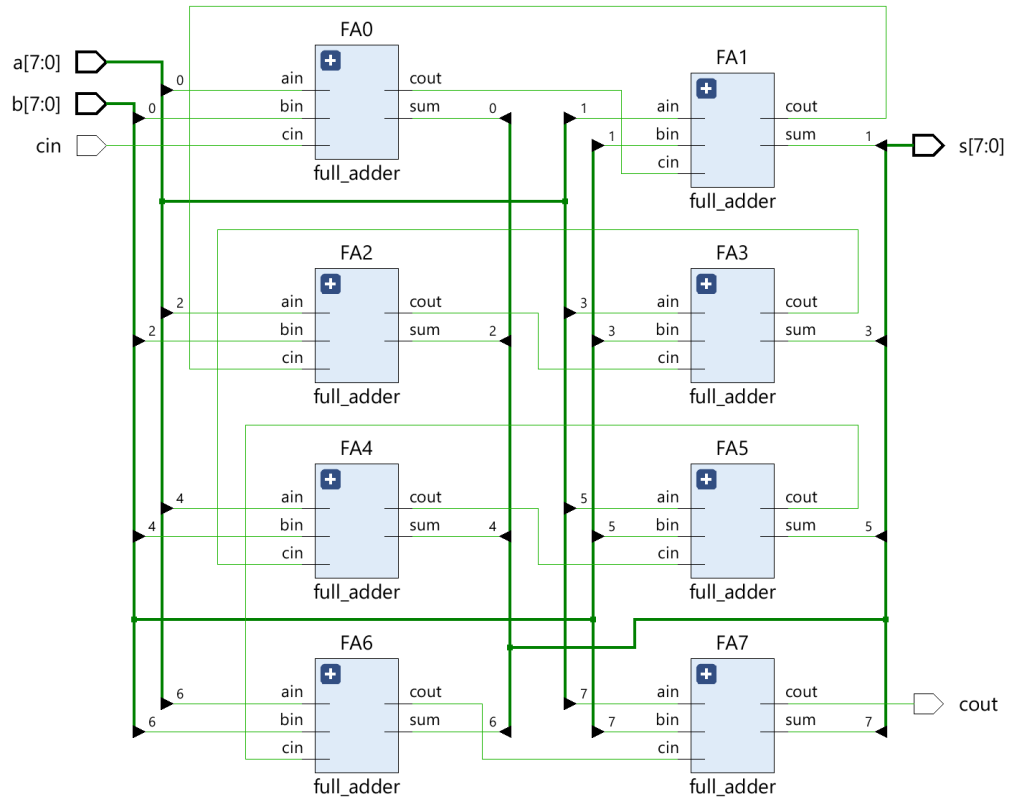 FA0
FA1
a[7:0]
b[7:0]
cin
0
0
ain
bin
cin
cout
sum
0
full_adder
1
1
ain
bin
cin
cout
sum
1
full_adder
s[7:0]
FA2
FA3
2
2
ain
bin
cin
cout
sum
2
full_adder
3
3
ain
bin
cin
cout
sum
3
full_adder
FA4
FA5
4
4
ain
bin
cin
cout
sum
4
full_adder
5
5
ain
bin
cin
cout
sum
5
full_adder
FA6
FA7
6
6
ain
bin
cin
cout
sum
6
full_adder
7
7
ain
bin
cin
cout
sum
7
full_adder
cout